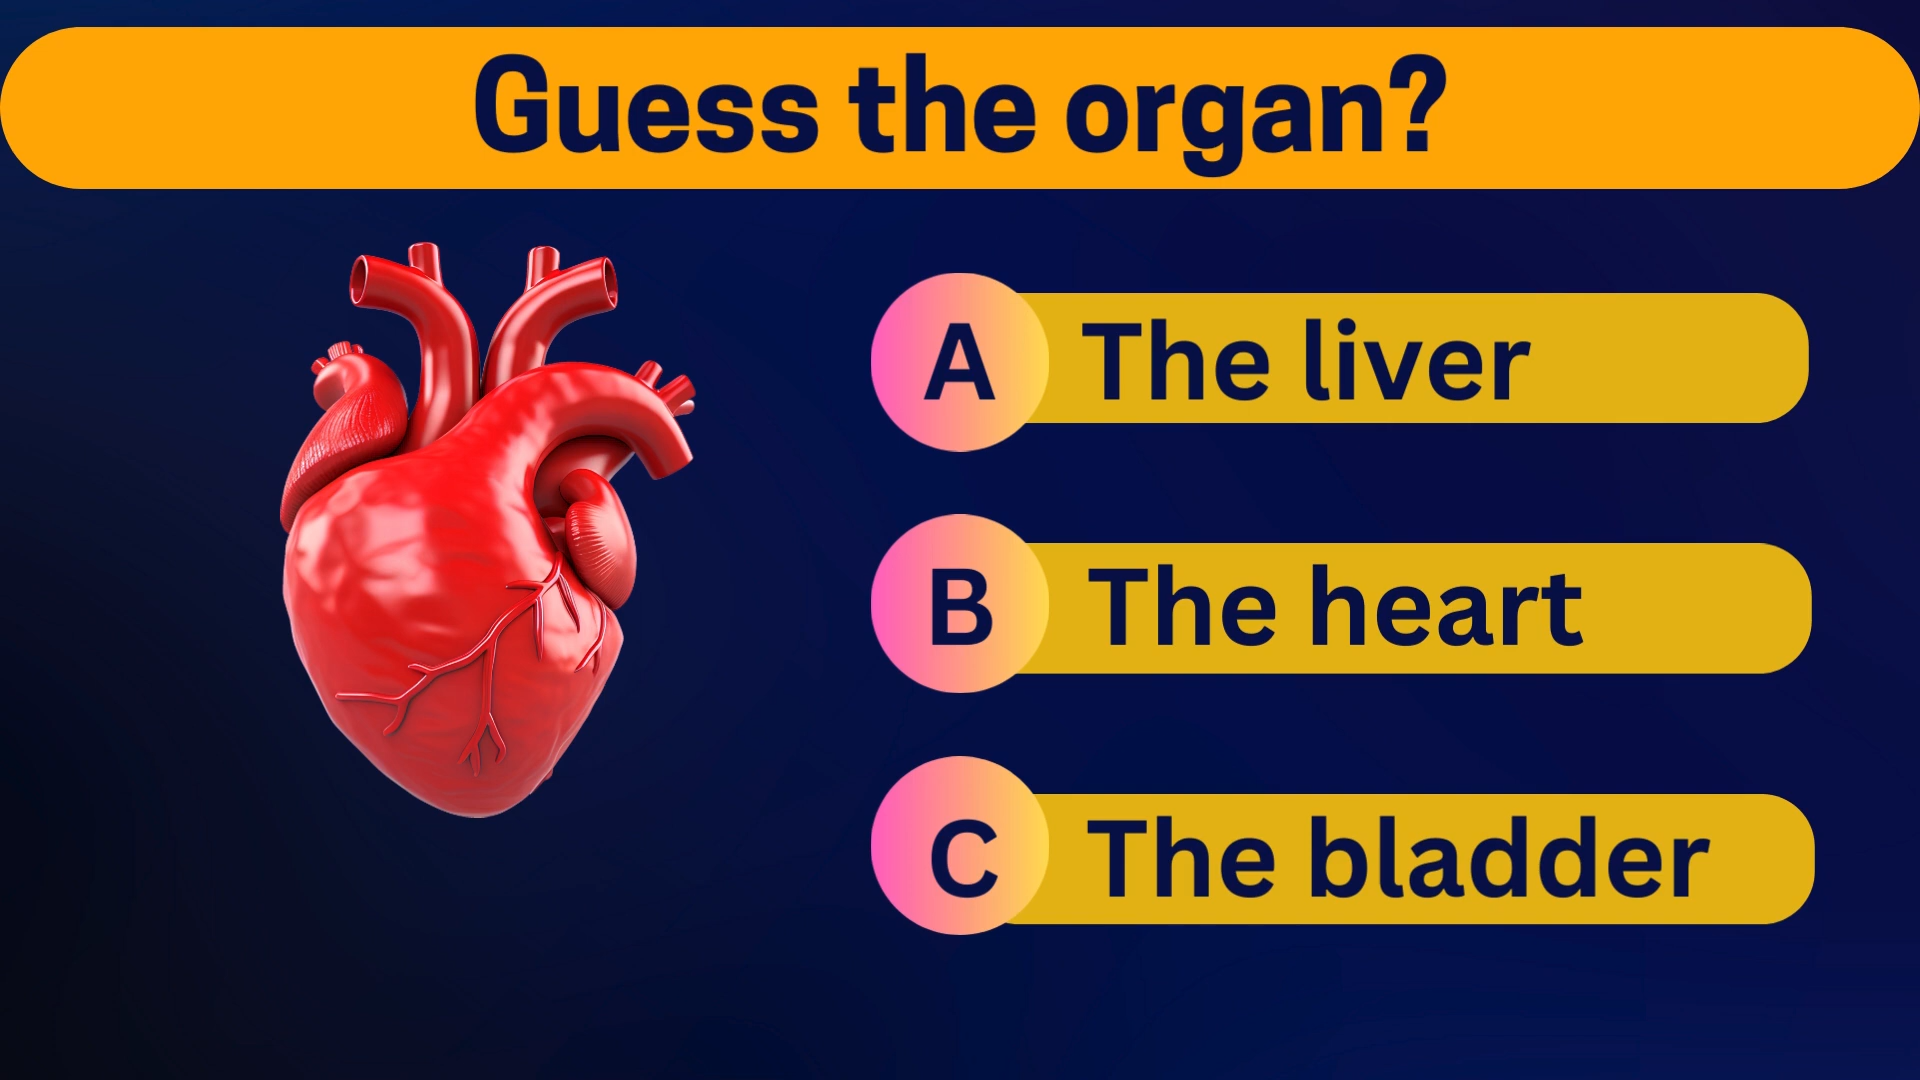 Guess the organ?
A The liver
B The heart
C The bladder